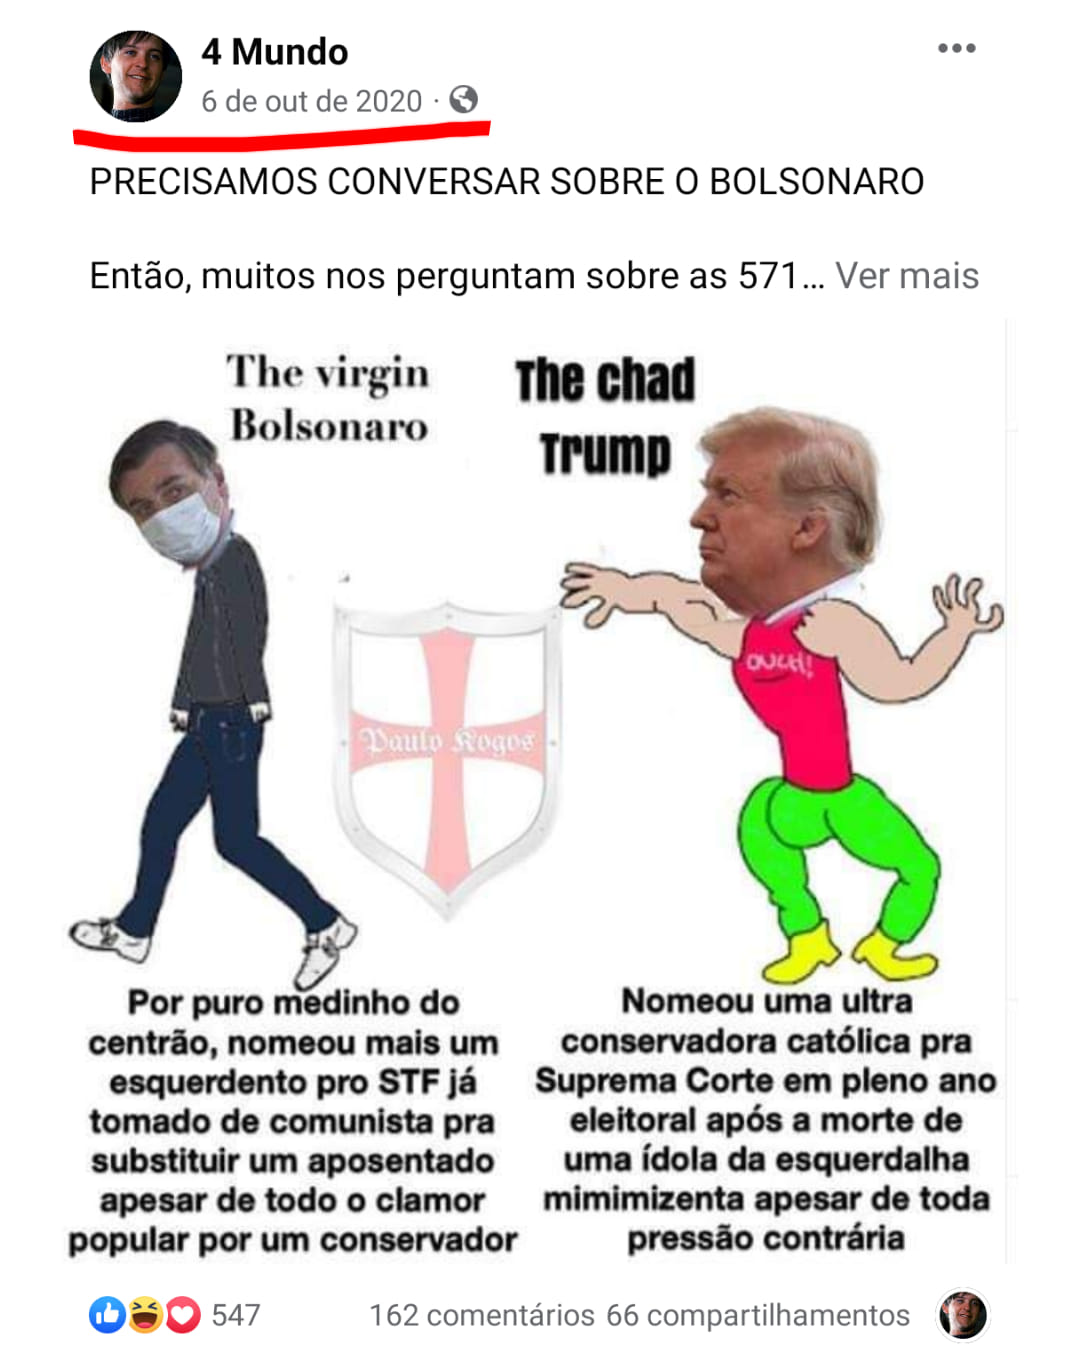 4 Mundo
6 de out de 2020 ·
PRECISAMOS CONVERSAR SOBRE O BOLSONARO
Então, muitos nos perguntam sobre as 571... Ver mais
The virgin
Bolsonaro
The chad
Trump
OUCH!
Paulo Kogos
Por puro medinho do
centrão, nomeou mais um
esquerdento pro STF já
tomado de comunista pra
substituir um aposentado
apesar de todo o clamor
popular por um conservador
Nomeou uma ultra
conservadora católica pra
Suprema Corte em pleno ano
eleitoral após a morte de
uma ídola da esquerdalha
mimimizenta apesar de toda
pressão contrária
547
162 comentários 66 compartilhamentos